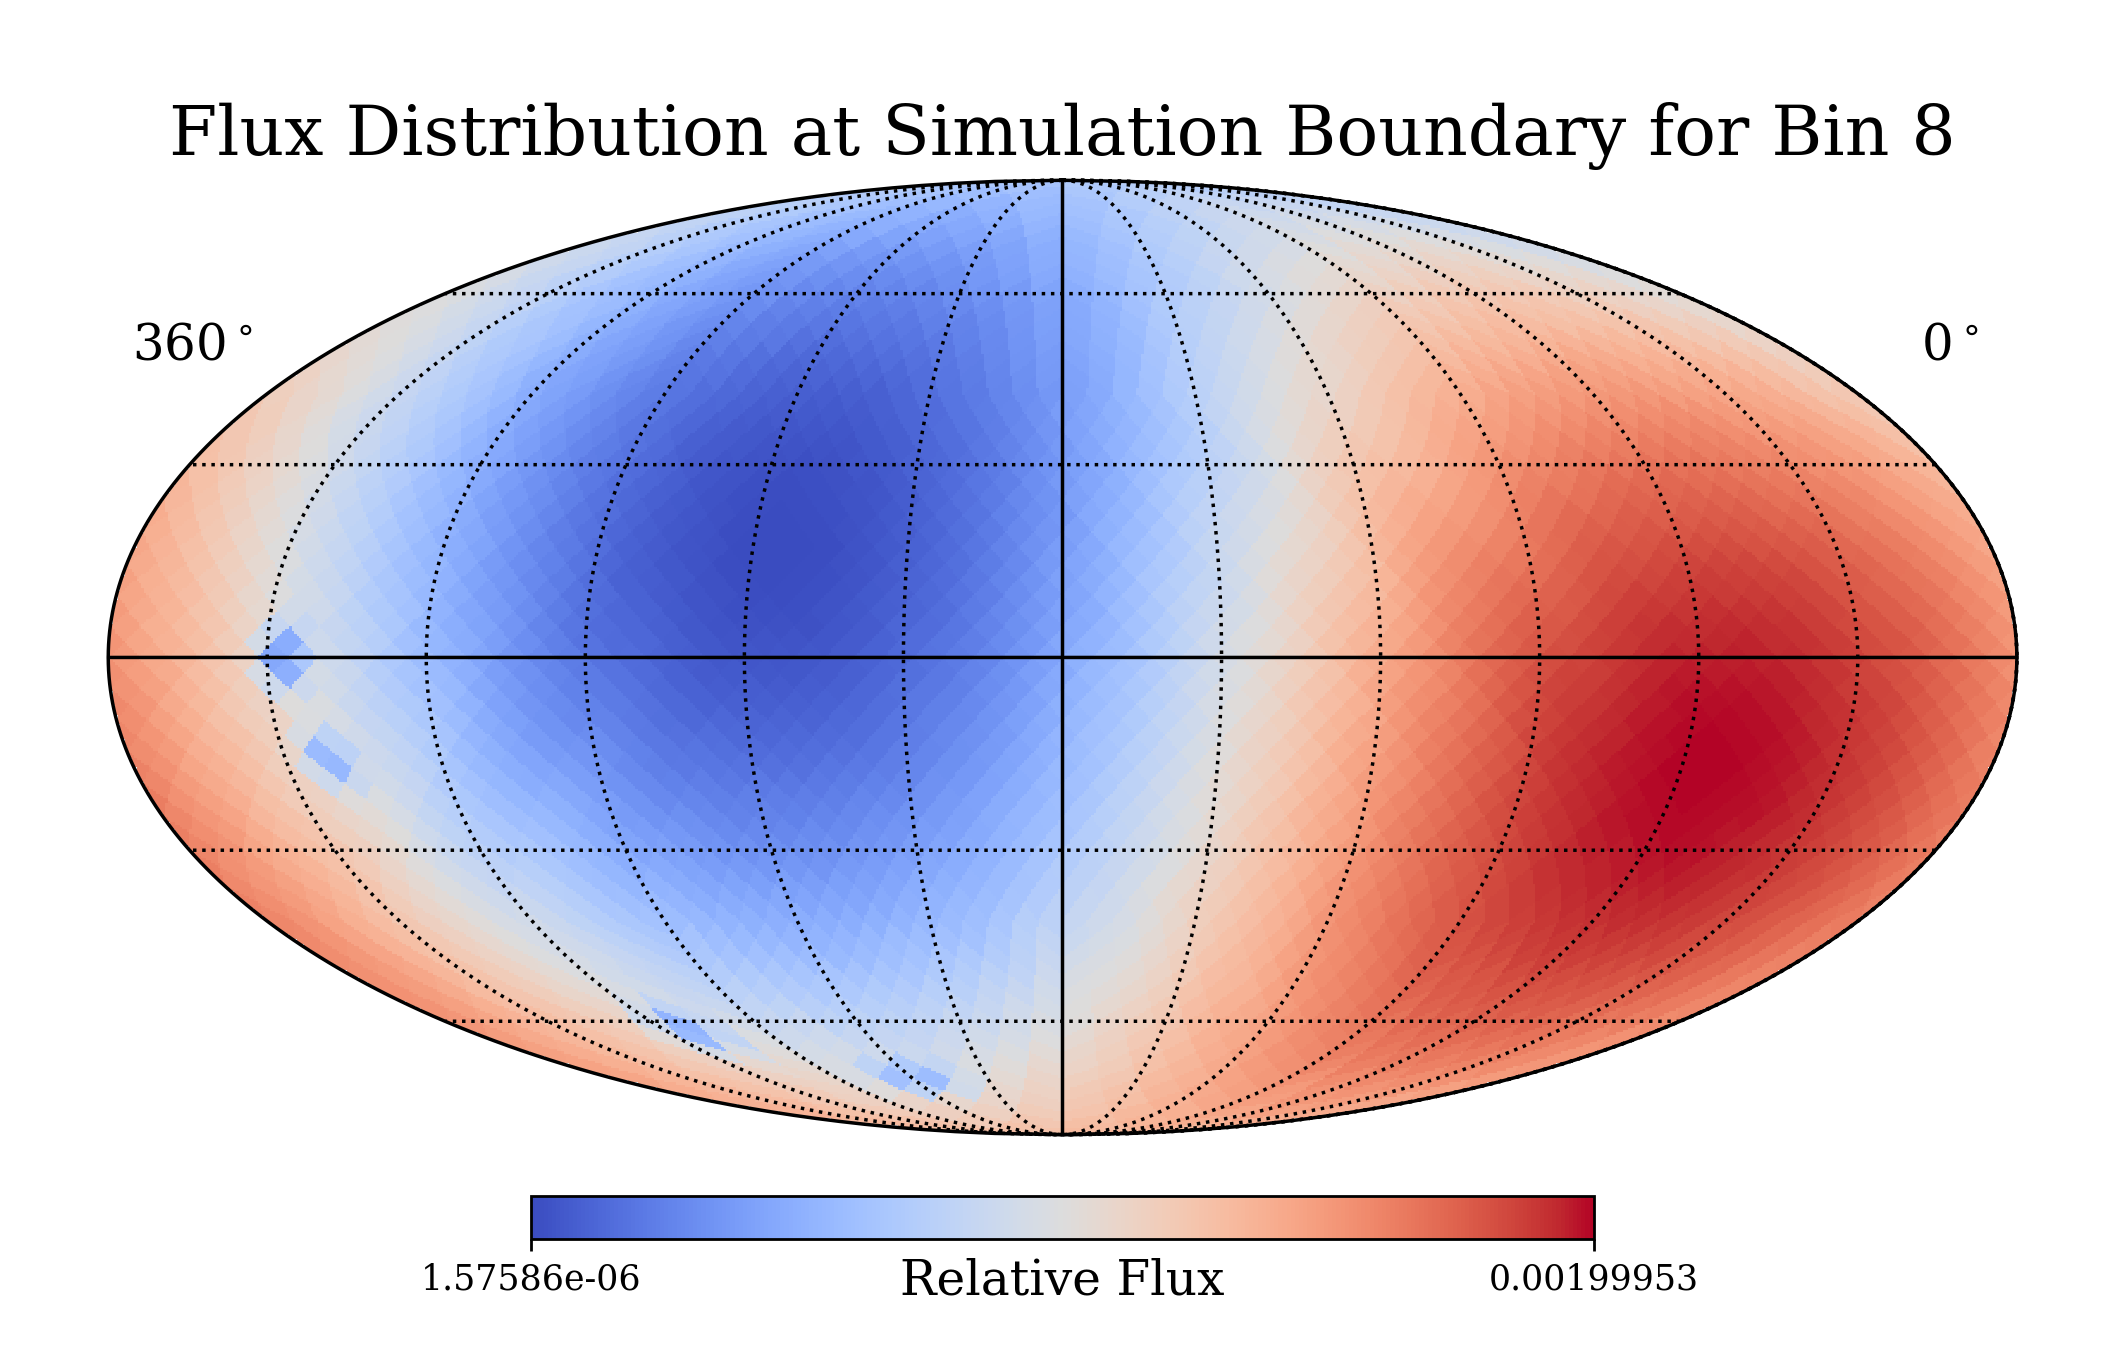 Flux Distribution at Simulation Boundary for Bin 8
360° 0°
1.57586e-06 Relative Flux 0.00199953